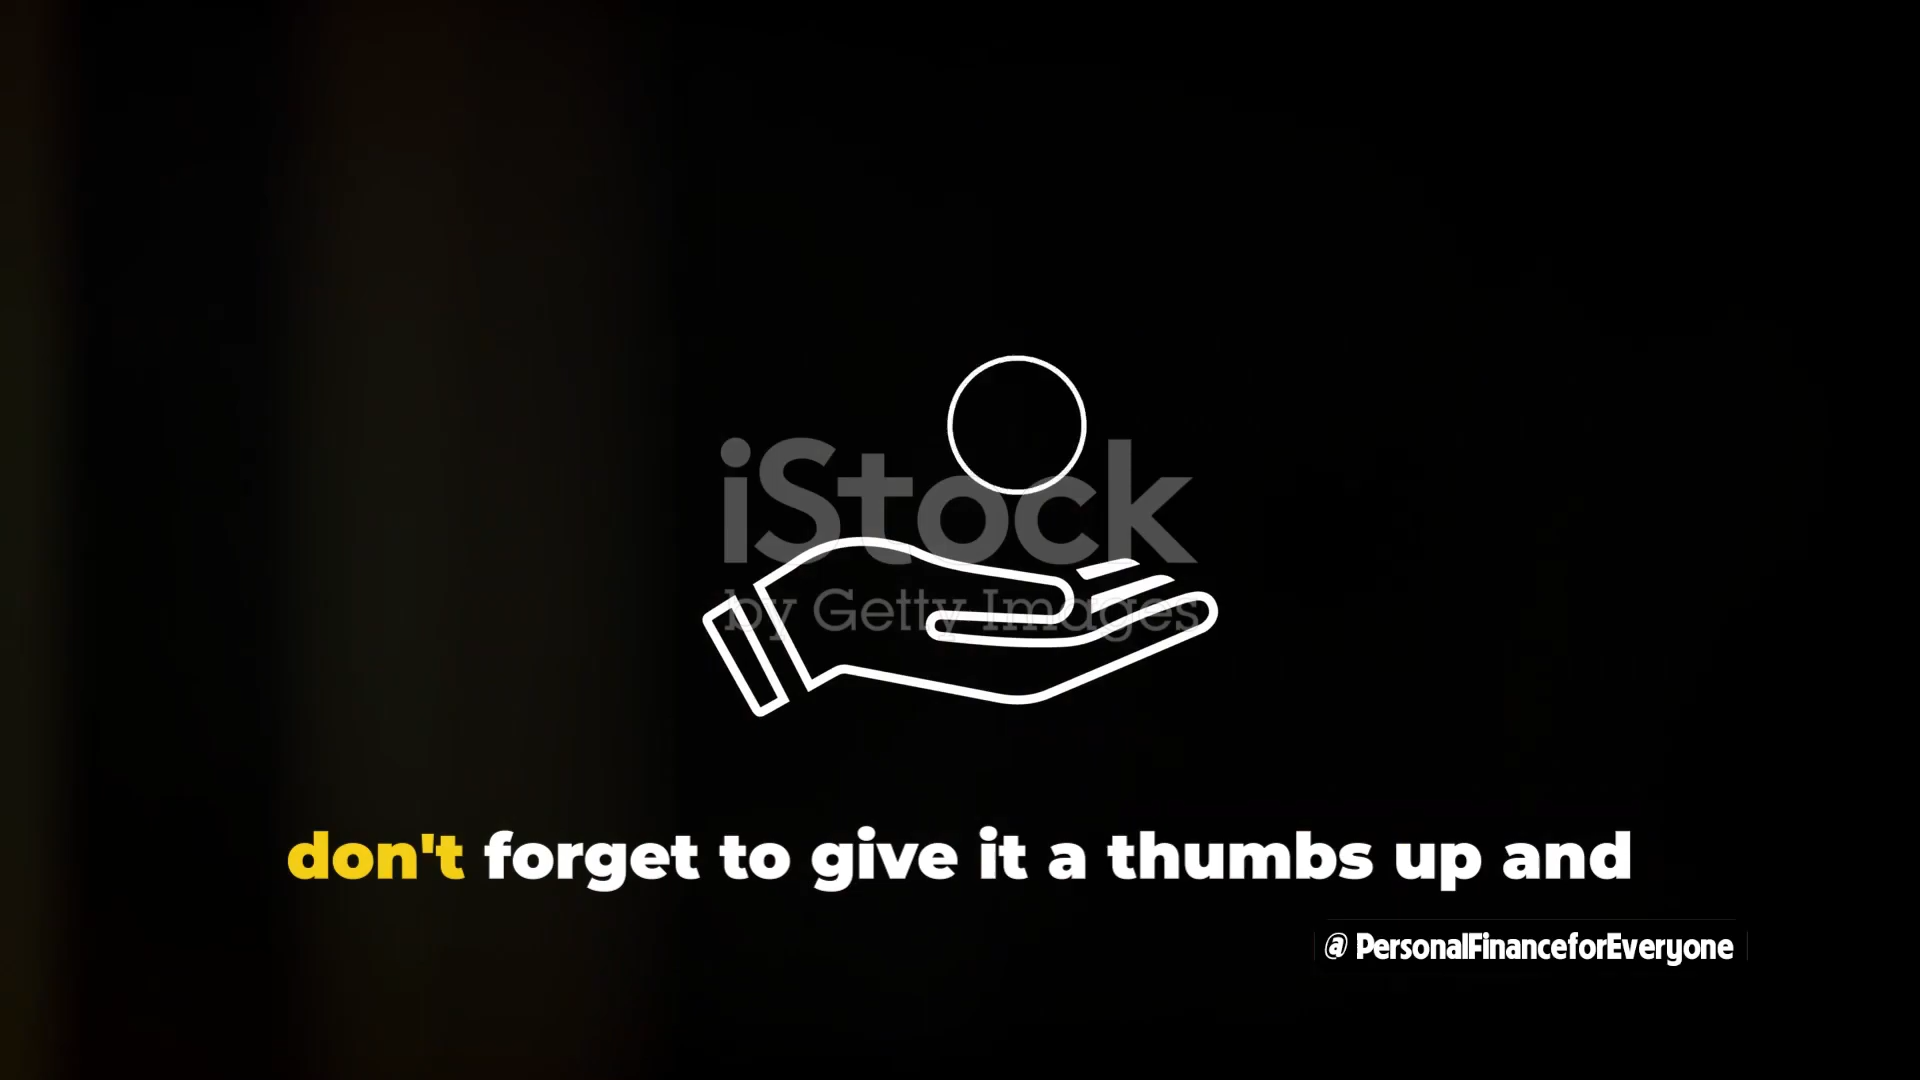 iStock
by Getty Images
don't forget to give it a thumbs up and
@ PersonalFinanceforEveryone